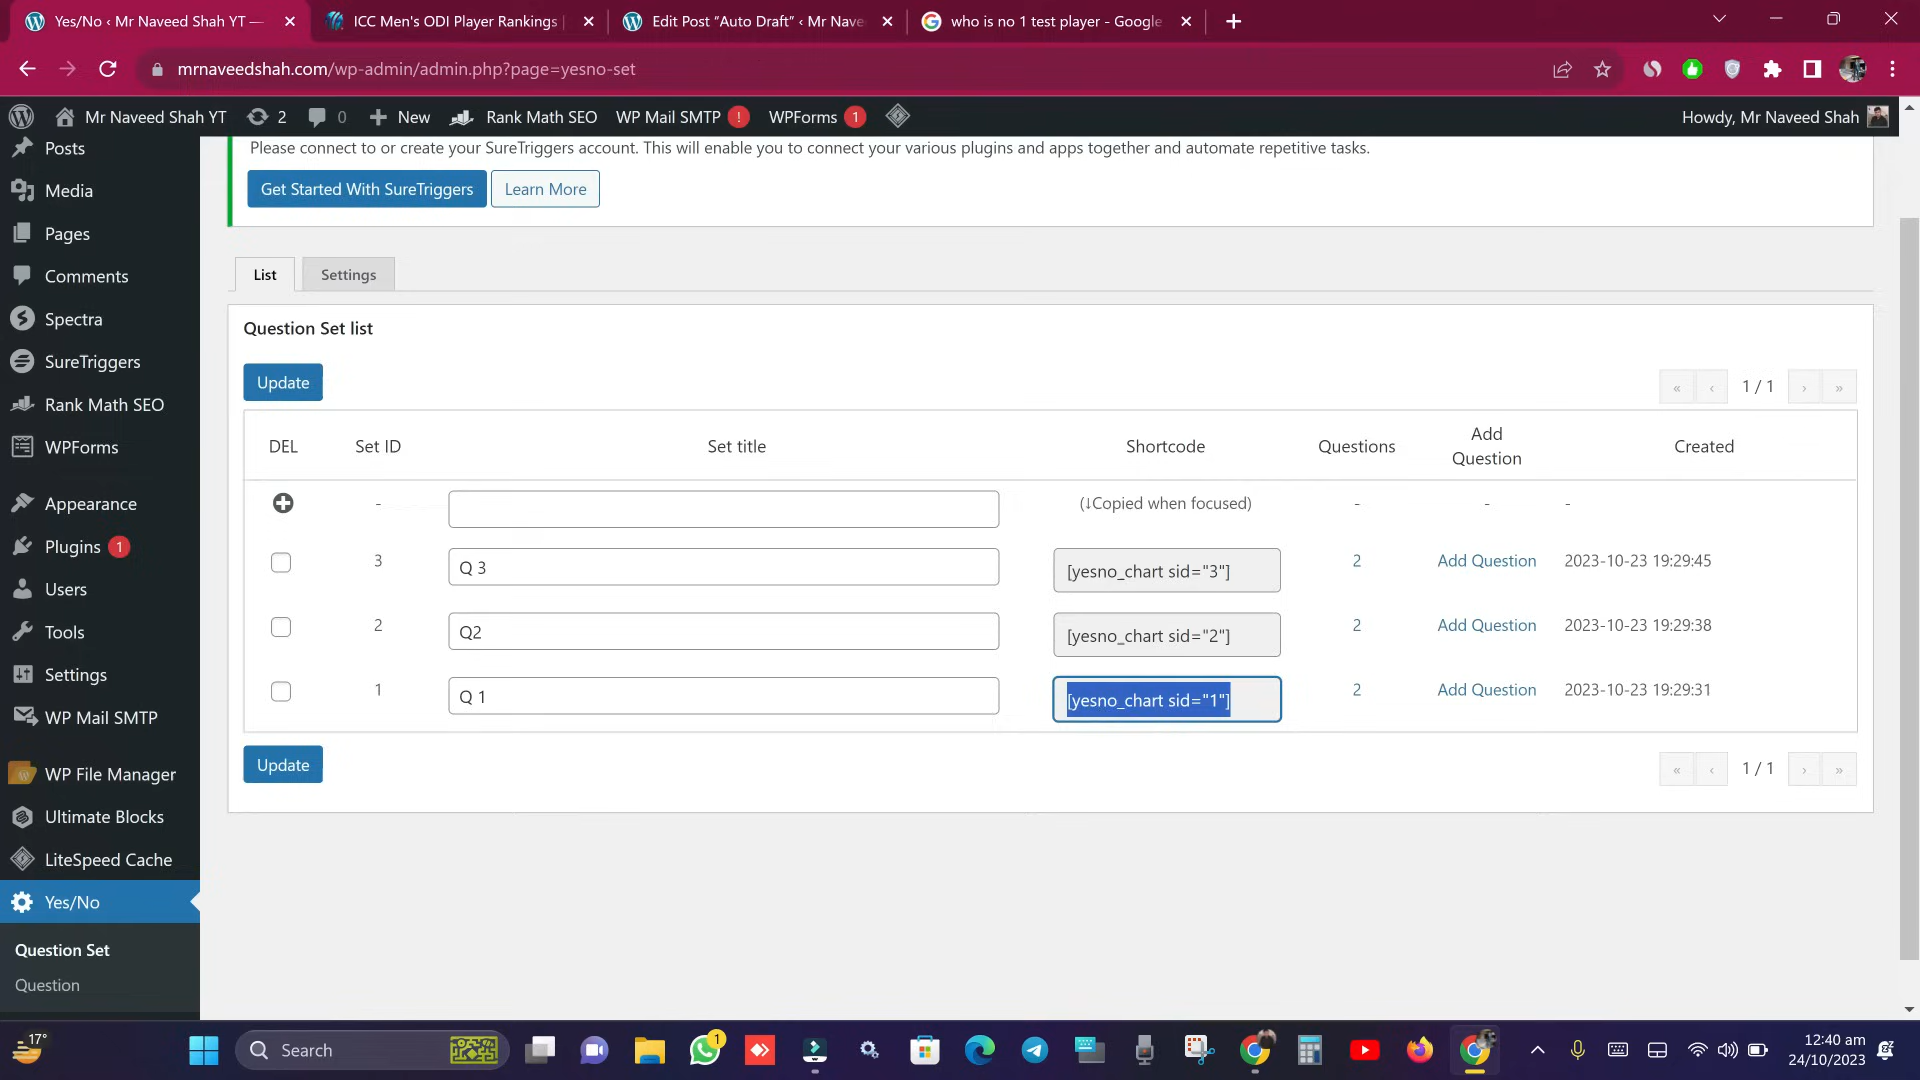 Yes/No ‹ Mr Naveed Shah YT —
ICC Men's ODI Player Rankings
Edit Post “Auto Draft” ‹ Mr Nave
who is no 1 test player - Google
mrnaveedshah.com/wp-admin/admin.php?page=yesno-set
Mr Naveed Shah YT
2
0
New
Rank Math SEO
WP Mail SMTP
!
WPForms
1
Howdy, Mr Naveed Shah
Posts
Media
Pages
Comments
Spectra
SureTriggers
Rank Math SEO
WPForms
Appearance
Plugins 1
Users
Tools
Settings
WP Mail SMTP
WP File Manager
Ultimate Blocks
LiteSpeed Cache
Yes/No
Question Set
Question
Please connect to or create your SureTriggers account. This will enable you to connect your various plugins and apps together and automate repetitive tasks.
Get Started With SureTriggers
Learn More
List
Settings
Question Set list
Update
« ‹ 1 / 1 › »
DEL Set ID Set title Shortcode Questions Add Question Created
- (↓Copied when focused) - - -
3 Q 3 [yesno_chart sid="3"] 2 Add Question 2023-10-23 19:29:45
2 Q2 [yesno_chart sid="2"] 2 Add Question 2023-10-23 19:29:38
1 Q 1 [yesno_chart sid="1"] 2 Add Question 2023-10-23 19:29:31
Update
« ‹ 1 / 1 › »
17°
Search
1
12:40 am
24/10/2023